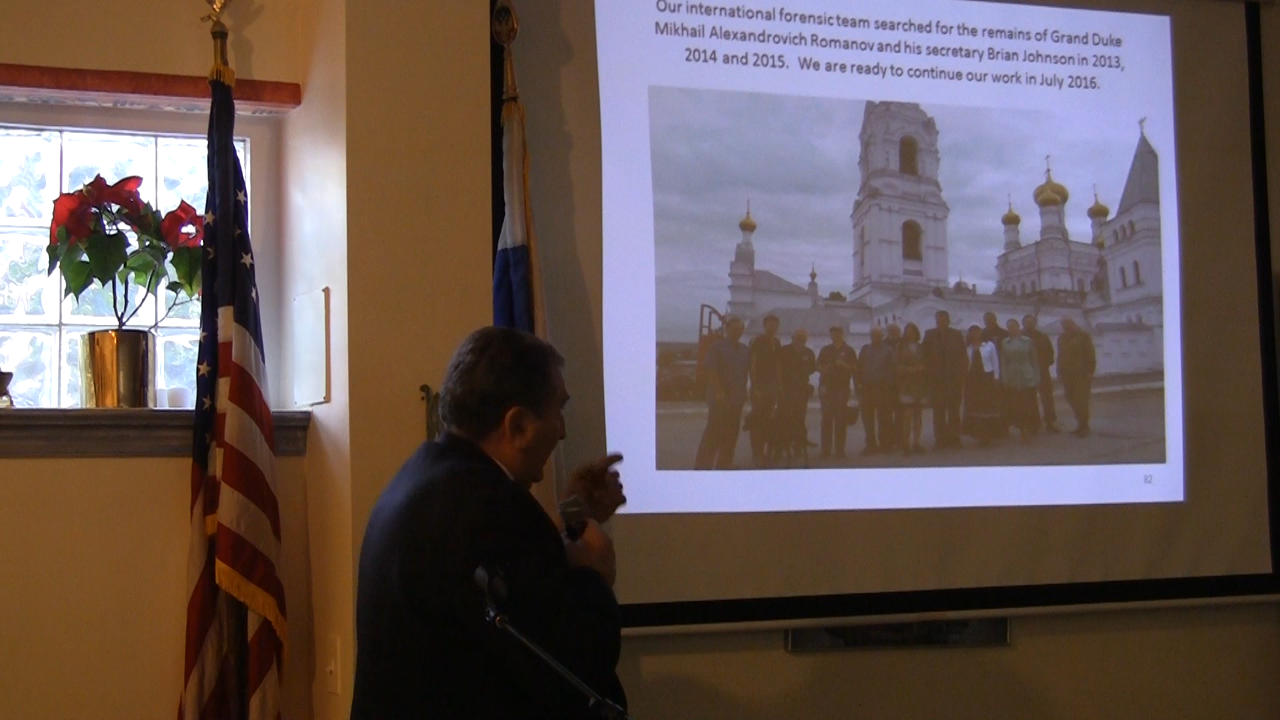 Our international forensic team searched for the remains of Grand Duke
Mikhail Alexandrovich Romanov and his secretary Brian Johnson in 2013,
2014 and 2015. We are ready to continue our work in July 2016.
82